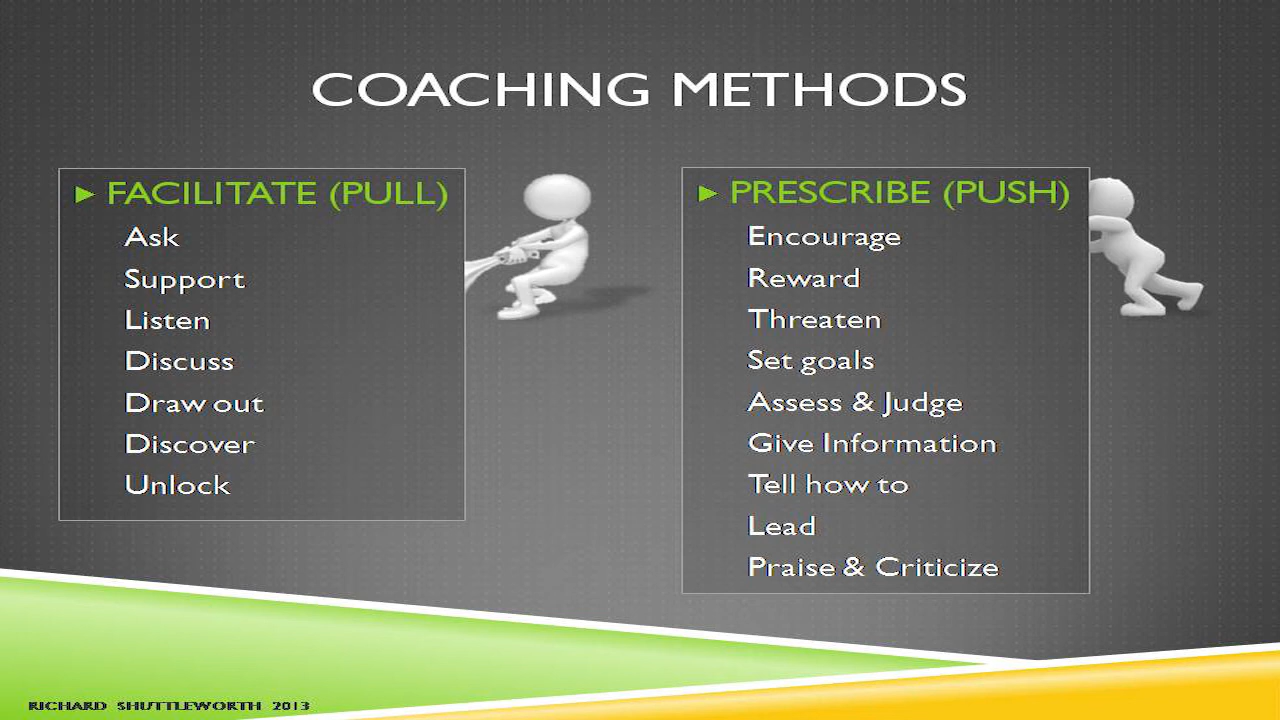 COACHING METHODS
► FACILITATE (PULL)
Ask
Support
Listen
Discuss
Draw out
Discover
Unlock
► PRESCRIBE (PUSH)
Encourage
Reward
Threaten
Set goals
Assess & Judge
Give Information
Tell how to
Lead
Praise & Criticize
RICHARD SHUTTLEWORTH 2013